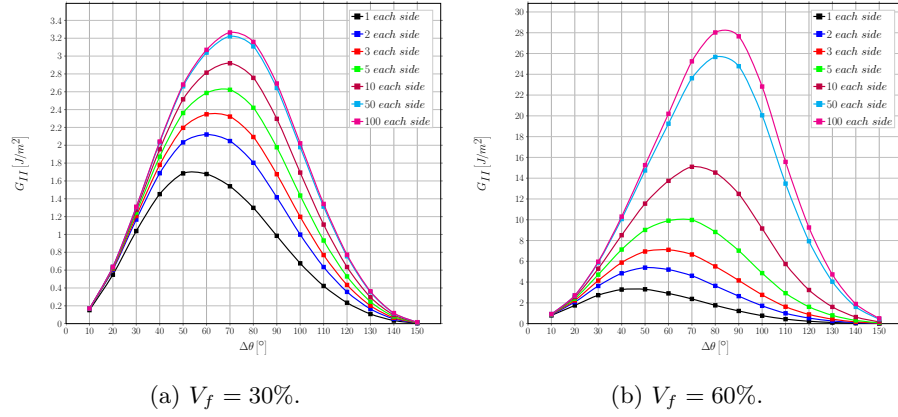 3.4
3.2
3
2.8
2.6
2.4
2.2
2
1.8
1.6
1.4
1.2
1
0.8
0.6
0.4
0.2
0
G_{II} [J/m²]
0 10 20 30 40 50 60 70 80 90 100 110 120 130 140 150
Δθ [°]
1 each side
2 each side
3 each side
5 each side
10 each side
50 each side
100 each side
(a) V_f = 30%.
30
28
26
24
22
20
18
16
14
12
10
8
6
4
2
0
G_{II} [J/m²]
0 10 20 30 40 50 60 70 80 90 100 110 120 130 140 150
Δθ [°]
1 each side
2 each side
3 each side
5 each side
10 each side
50 each side
100 each side
(b) V_f = 60%.